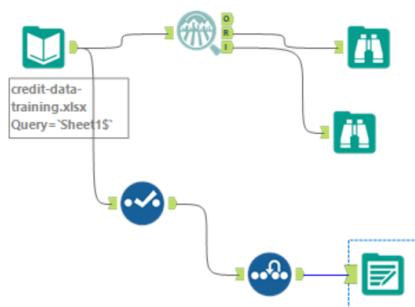 O
R
I
credit-data-
training.xlsx
Query=`Sheet1$`